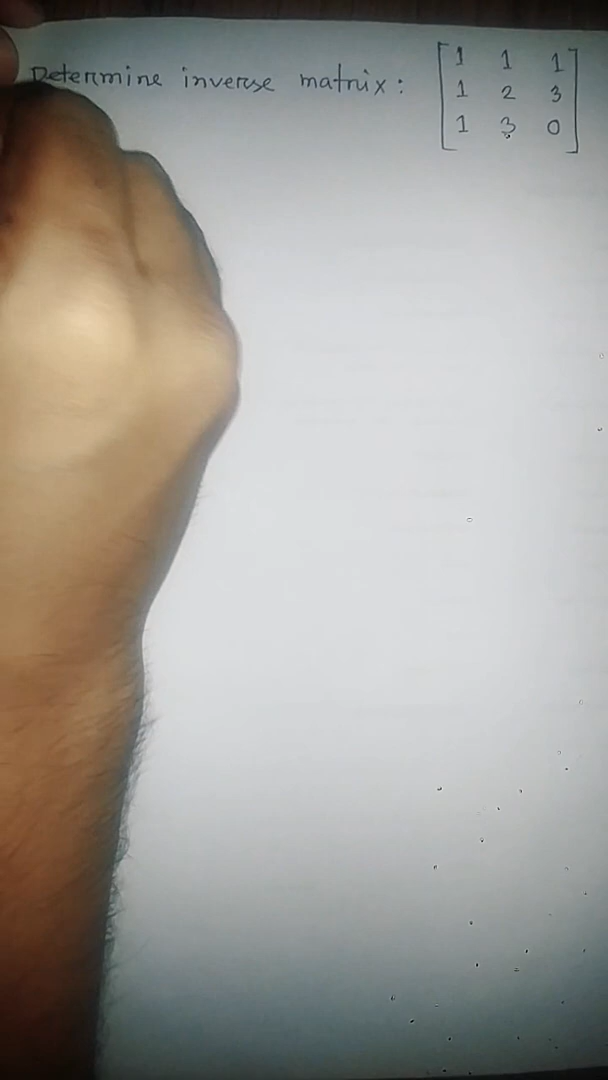 Determine inverse matrix: [1 1 1
1 2 3
1 3 0]